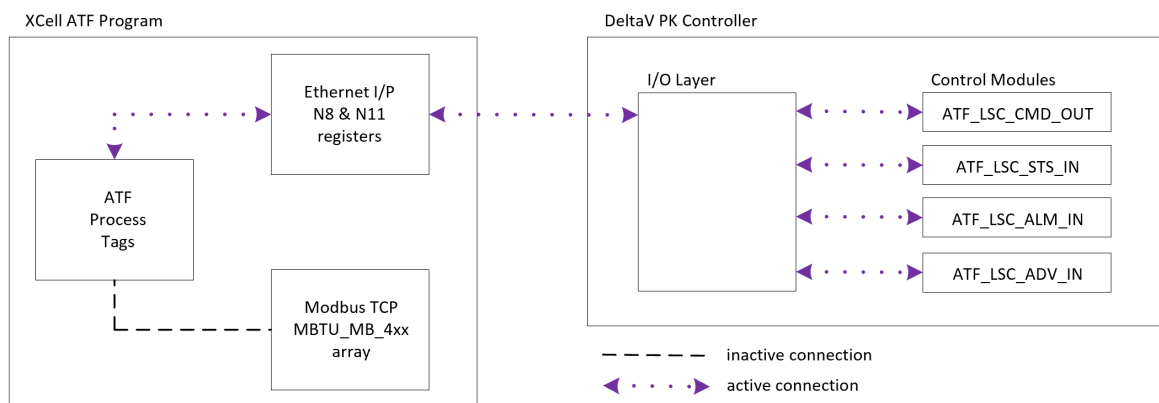 XCell ATF Program
DeltaV PK Controller
Ethernet I/P
N8 & N11
registers
I/O Layer
Control Modules
ATF_LSC_CMD_OUT
ATF_LSC_STS_IN
ATF_LSC_ALM_IN
ATF_LSC_ADV_IN
ATF
Process
Tags
Modbus TCP
MBTU_MB_4xx
array
inactive connection
active connection